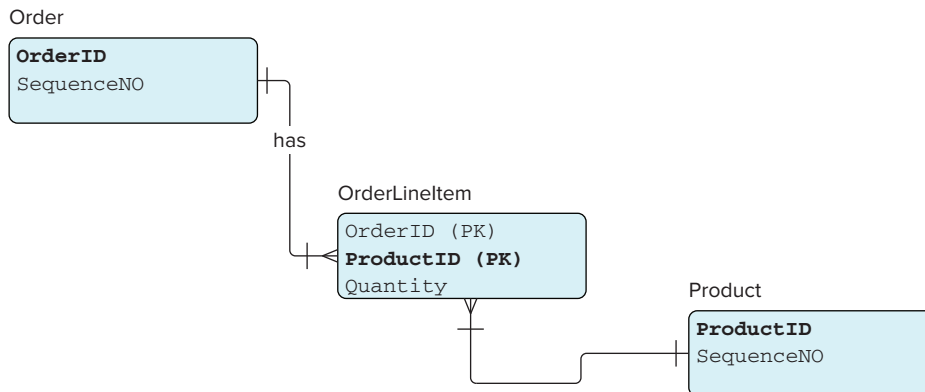 Order
OrderID
SequenceNO
has
OrderLineItem
OrderID (PK)
ProductID (PK)
Quantity
Product
ProductID
SequenceNO